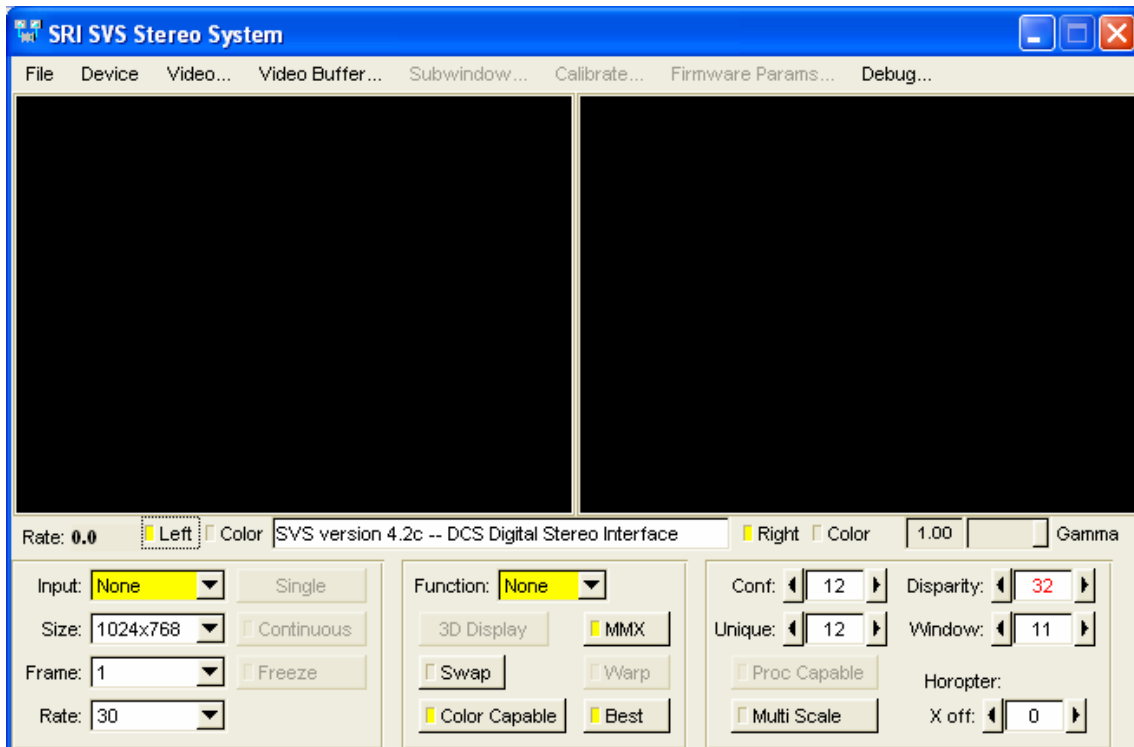 SRI SVS Stereo System
File Device Video... Video Buffer... Subwindow... Calibrate... Firmware Params... Debug...
Rate: 0.0 Left Color SVS version 4.2c -- DCS Digital Stereo Interface Right Color 1.00 Gamma
Input: None Single Function: None Conf: 12 Disparity: 32
Size: 1024x768 Continuous 3D Display MMX Unique: 12 Window: 11
Frame: 1 Freeze Swap Warp Proc Capable Horopter:
Rate: 30 Color Capable Best Multi Scale X off: 0